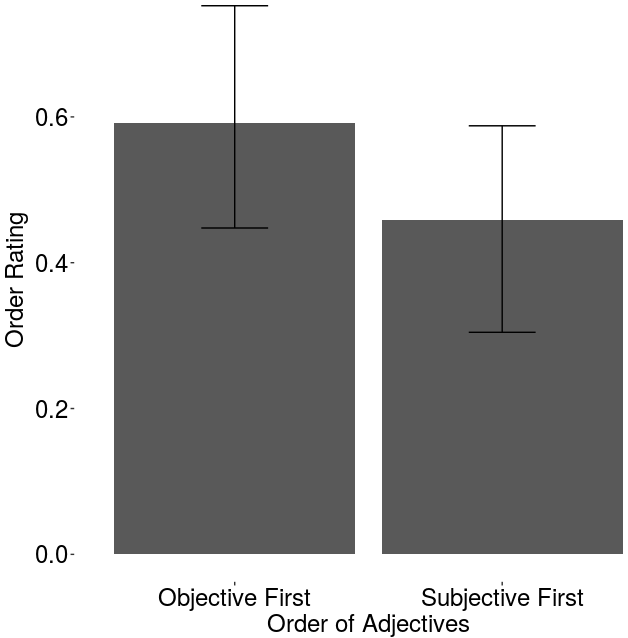 Order Rating
0.6
0.4
0.2
0.0
Objective First
Subjective First
Order of Adjectives